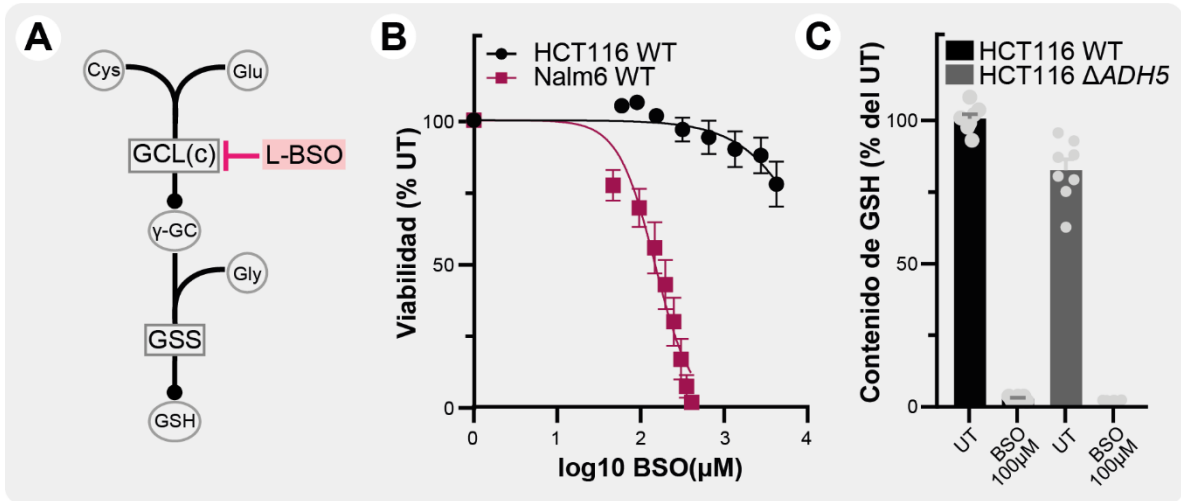 A
Cys
Glu
GCL(c)
L-BSO
γ-GC
Gly
GSS
GSH
B
HCT116 WT
Nalm6 WT
Viabilidad (% UT)
100
50
0
0
1
2
3
4
log10 BSO(µM)
C
HCT116 WT
HCT116 ΔADH5
Contenido de GSH (% del UT)
100
50
0
UT
BSO
100µM
UT
BSO
100µM